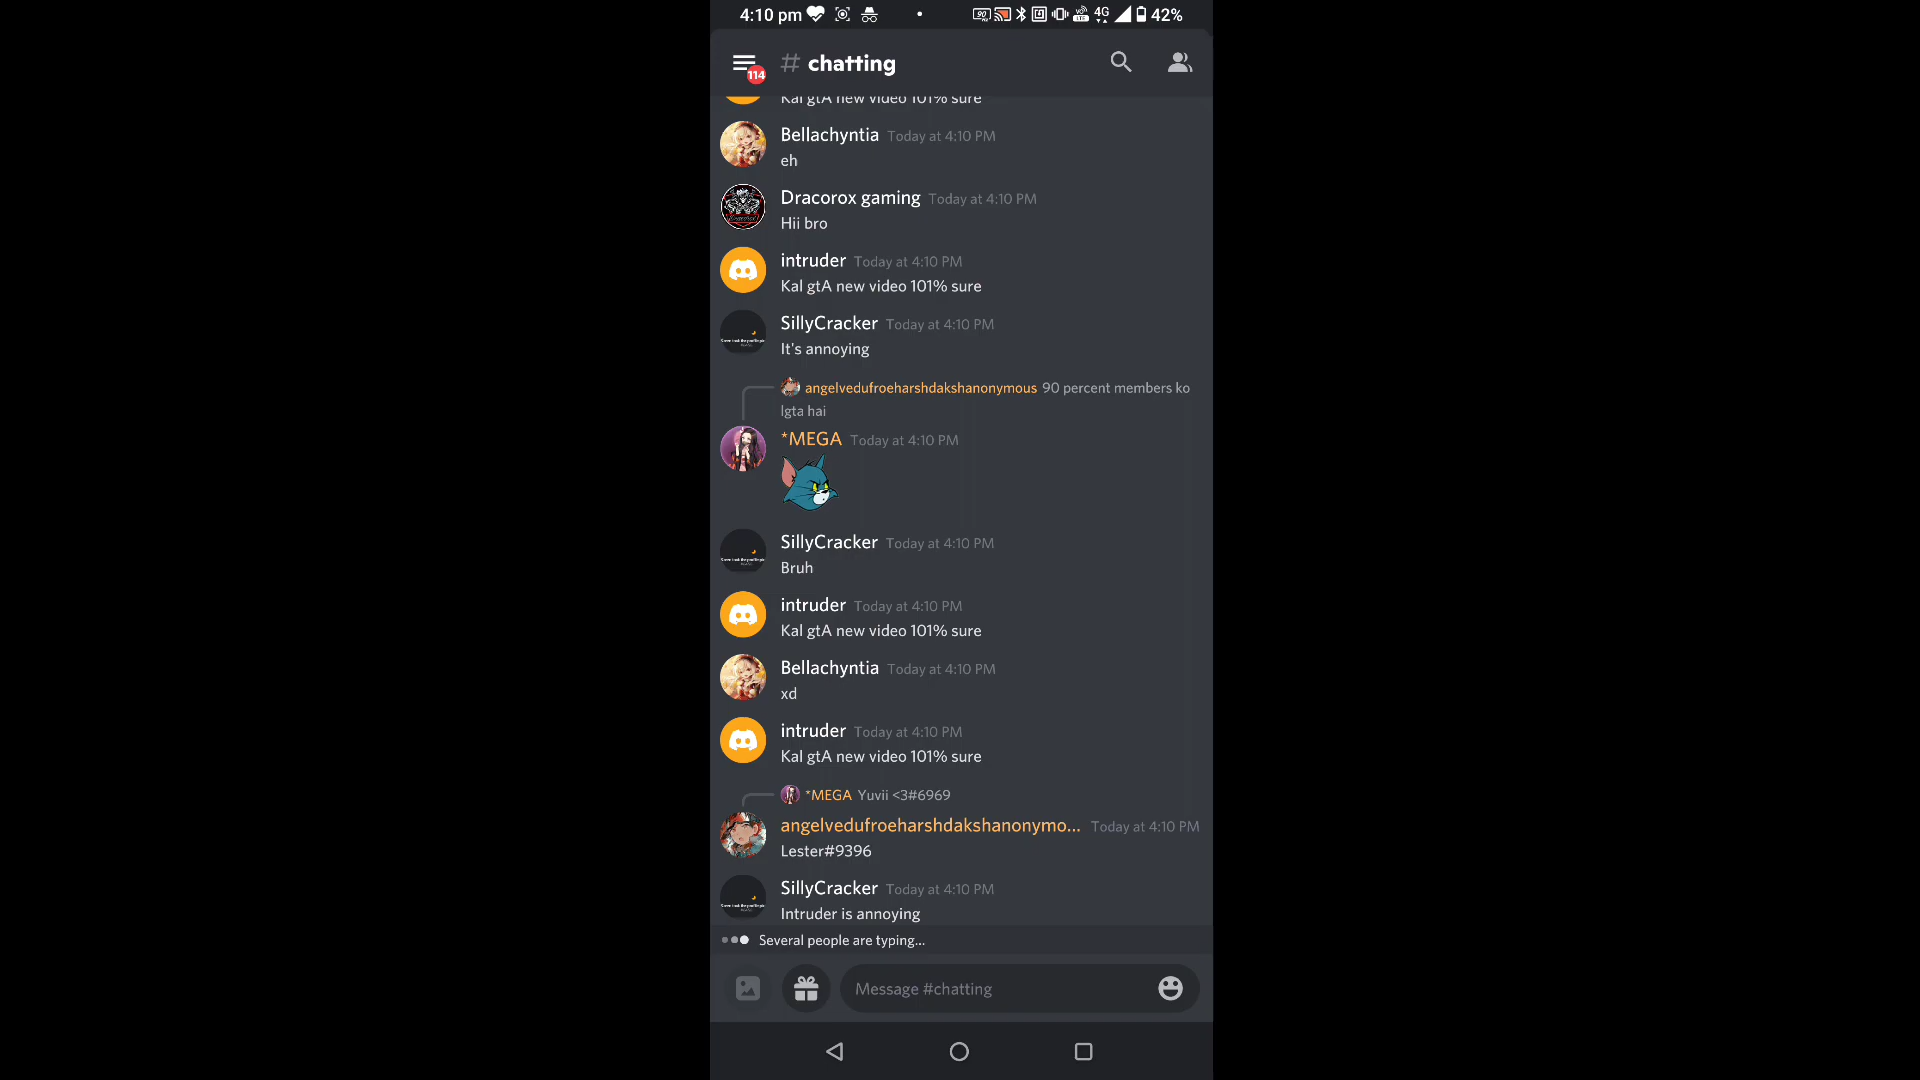 4:10 pm
90
4G
42%
114
# chatting
Kal gtA new video 101% sure
Bellachyntia Today at 4:10 PM
eh
Dracorox gaming Today at 4:10 PM
Hii bro
intruder Today at 4:10 PM
Kal gtA new video 101% sure
SillyCracker Today at 4:10 PM
It's annoying
angelvedufroeharshdakshanonymous 90 percent members ko
lgta hai
*MEGA Today at 4:10 PM
SillyCracker Today at 4:10 PM
Bruh
intruder Today at 4:10 PM
Kal gtA new video 101% sure
Bellachyntia Today at 4:10 PM
xd
intruder Today at 4:10 PM
Kal gtA new video 101% sure
*MEGA Yuvii <3#6969
angelvedufroeharshdakshanonymo... Today at 4:10 PM
Lester#9396
SillyCracker Today at 4:10 PM
Intruder is annoying
Several people are typing...
Message #chatting